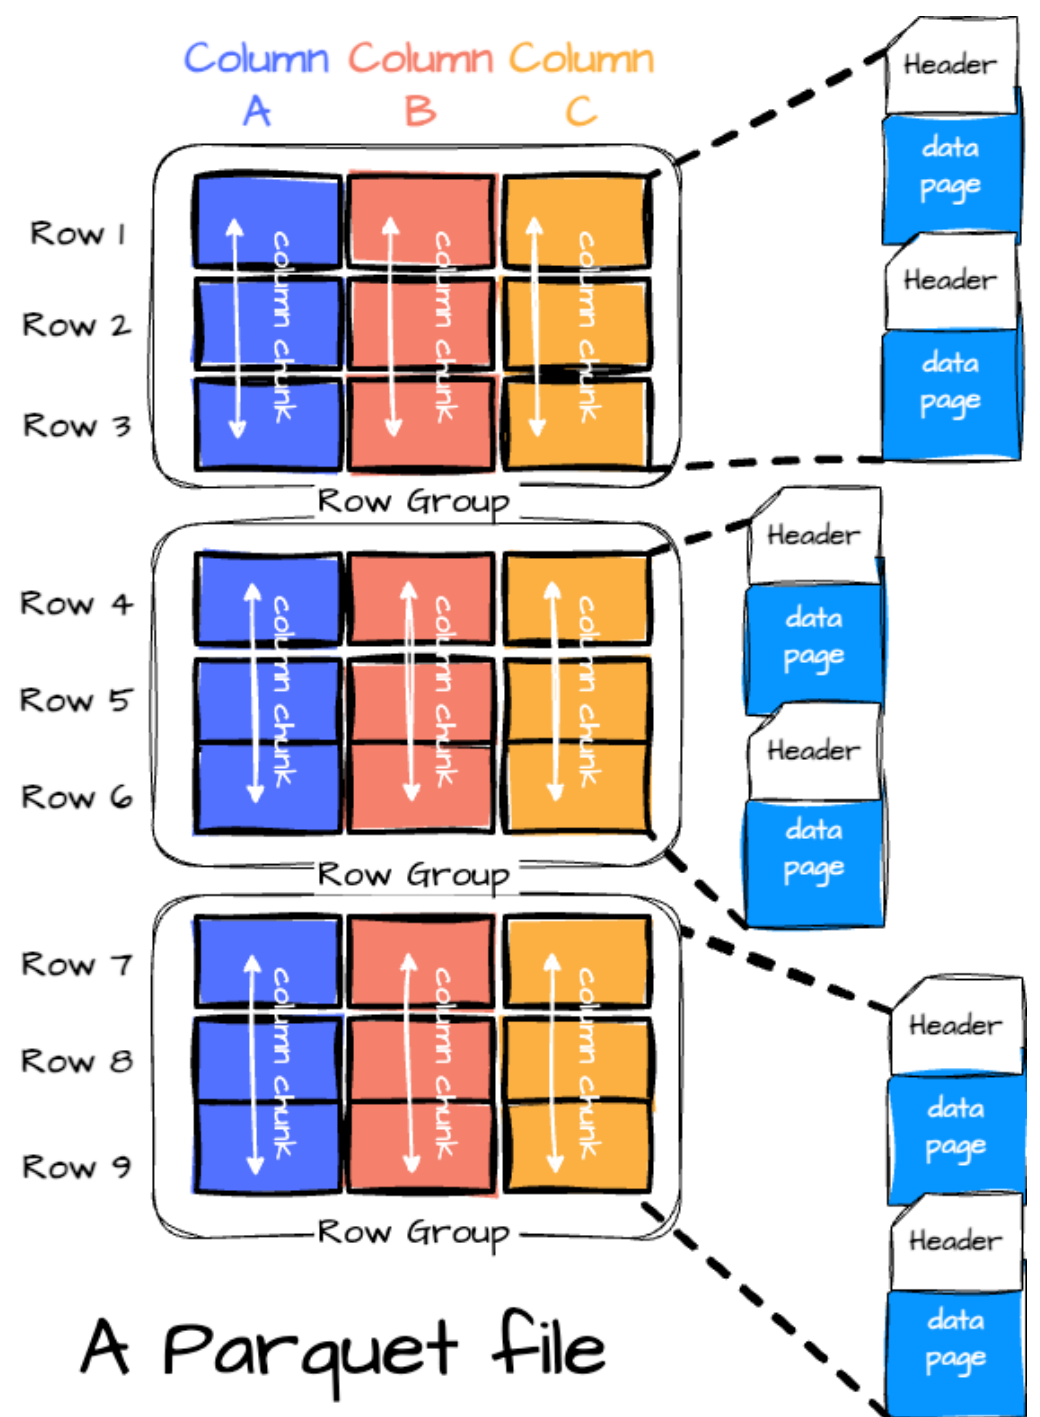 Column Column Column
A B C
Header
data
page
Header
data
page
Row 1
Row 2
Row 3
column chunk
column chunk
column chunk
Row Group
Header
data
page
Header
data
page
Row 4
Row 5
Row 6
column chunk
column chunk
column chunk
Row Group
Header
data
page
Header
data
page
Row 7
Row 8
Row 9
column chunk
column chunk
column chunk
Row Group
A Parquet file